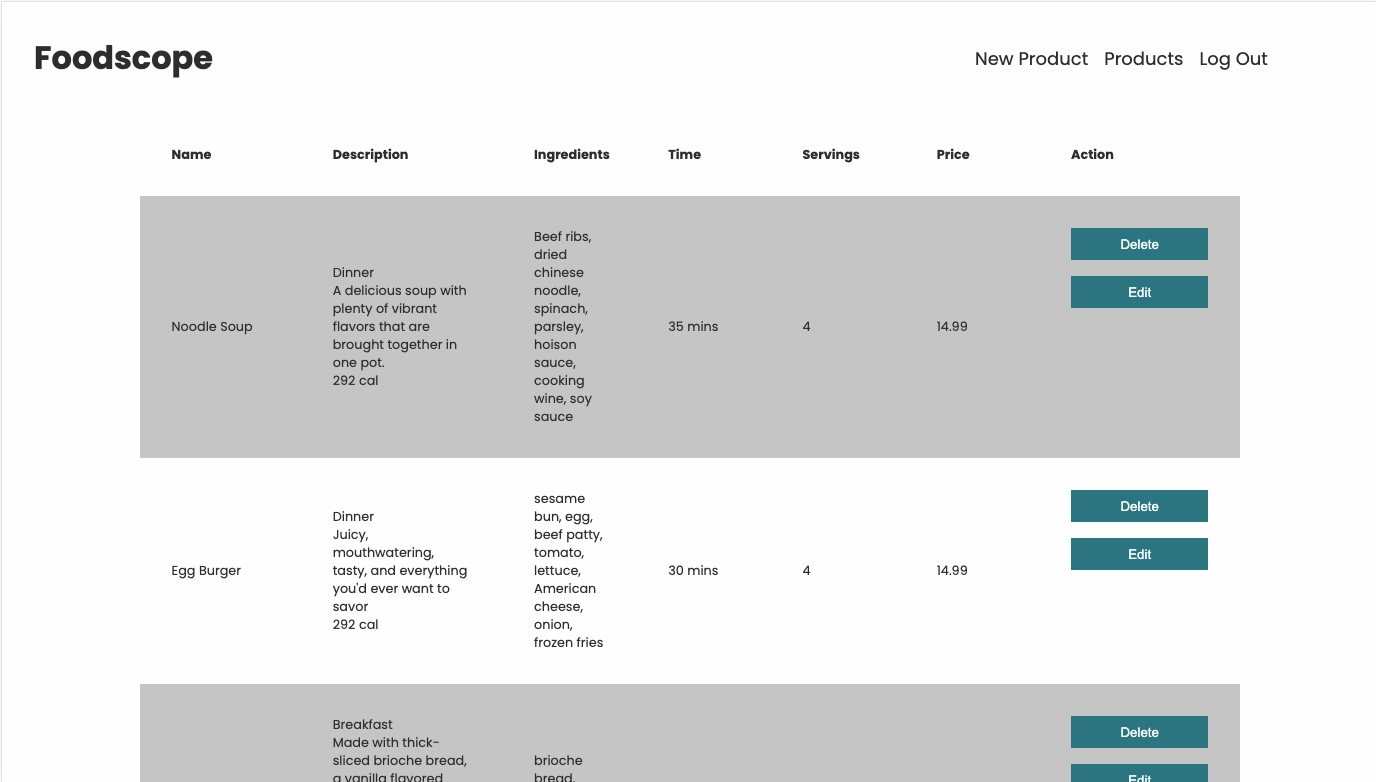 Foodscope
New Product Products Log Out
Name Description Ingredients Time Servings Price Action
Noodle Soup
Dinner
A delicious soup with
plenty of vibrant
flavors that are
brought together in
one pot.
292 cal
Beef ribs,
dried
chinese
noodle,
spinach,
parsley,
hoison
sauce,
cooking
wine, soy
sauce
35 mins
4
14.99
Delete
Edit
Egg Burger
Dinner
Juicy,
mouthwatering,
tasty, and everything
you'd ever want to
savor
292 cal
sesame
bun, egg,
beef patty,
tomato,
lettuce,
American
cheese,
onion,
frozen fries
30 mins
4
14.99
Delete
Edit
Breakfast
Made with thick-
sliced brioche bread,
a vanilla flavored
brioche
bread,
Delete
Edit